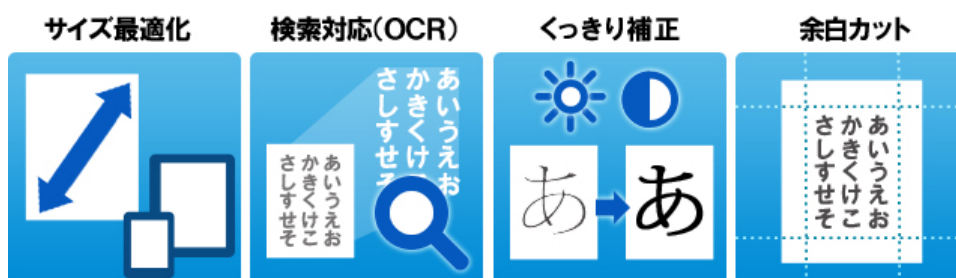 サイズ最適化
検索対応(OCR)
あいうえお
かきくけ
さしすせそ
あいうえお
かきくけこ
さしすせそ
くっきり補正
あ
あ
余白カット
あいうえお
かきくけこ
さしすせそ